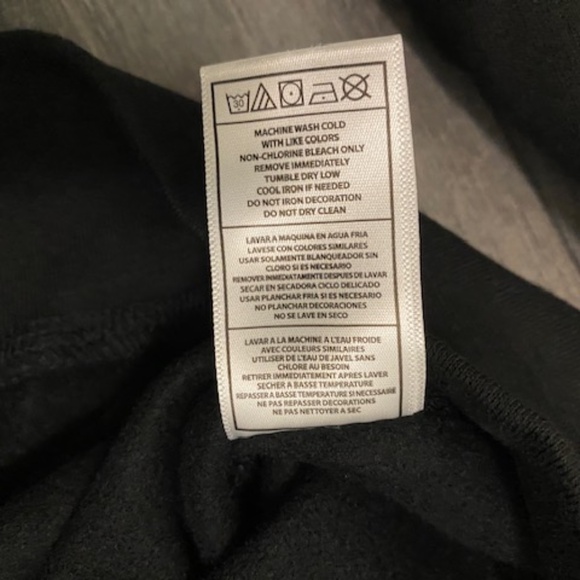 30
MACHINE WASH COLD
WITH LIKE COLORS
NON-CHLORINE BLEACH ONLY
REMOVE IMMEDIATELY
TUMBLE DRY LOW
COOL IRON IF NEEDED
DO NOT IRON DECORATION
DO NOT DRY CLEAN
LAVAR A MAQUINA EN AGUA FRIA
LAVESE CON COLORES SIMILARES
USAR SOLAMENTE BLANQUEADOR SIN
CLORO SI ES NECESARIO
REMOVER INMEDIATAMENTE DESPUES DE LAVAR
SECAR EN SECADORA CICLO DELICADO
USAR PLANCHAR FRIA SI ES NECESARIO
NO PLANCHAR DECORACIONES
NO SE LAVE EN SECO
LAVAR A LA MACHINE A L'EAU FROIDE
AVEC COULEURS SIMILAIRES
UTILISER DE L'EAU DE JAVEL SANS
CHLORE AU BESOIN
RETIRER IMMEDIATEMENT APRES LAVER
SECHER A BASSE TEMPERATURE
REPASSER A BASSE TEMPERATURE SI NECESSAIRE
NE PAS REPASSER DECORATIONS
NE PAS NETTOYER A SEC